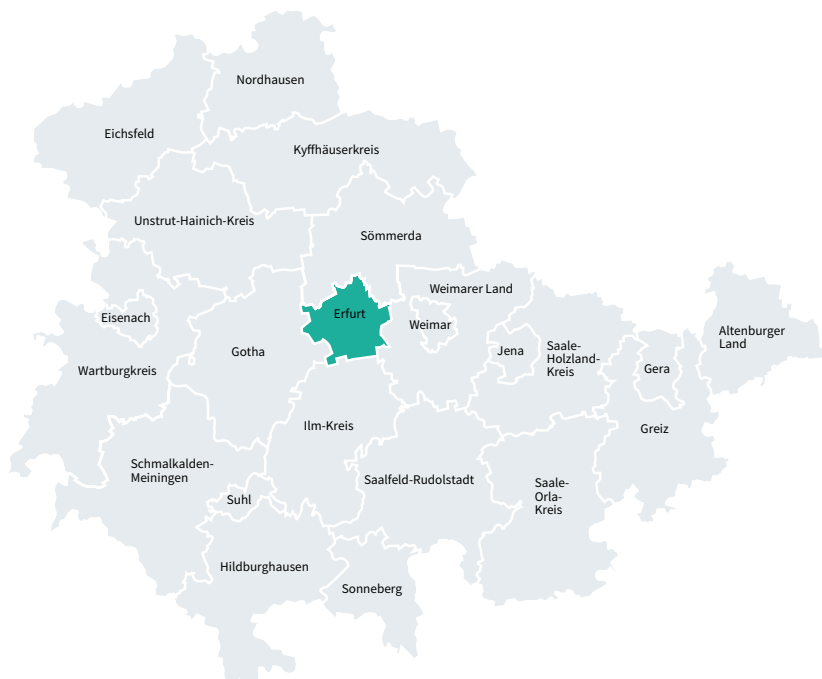 Nordhausen
Eichsfeld
Kyffhäuserkreis
Unstrut-Hainich-Kreis
Sömmerda
Weimarer Land
Eisenach
Erfurt
Weimar
Altenburger
Land
Gotha
Jena
Saale-
Holzland-
Kreis
Wartburgkreis
Gera
Ilm-Kreis
Greiz
Schmalkalden-
Meiningen
Saalfeld-Rudolstadt
Saale-
Orla-
Kreis
Suhl
Hildburghausen
Sonneberg